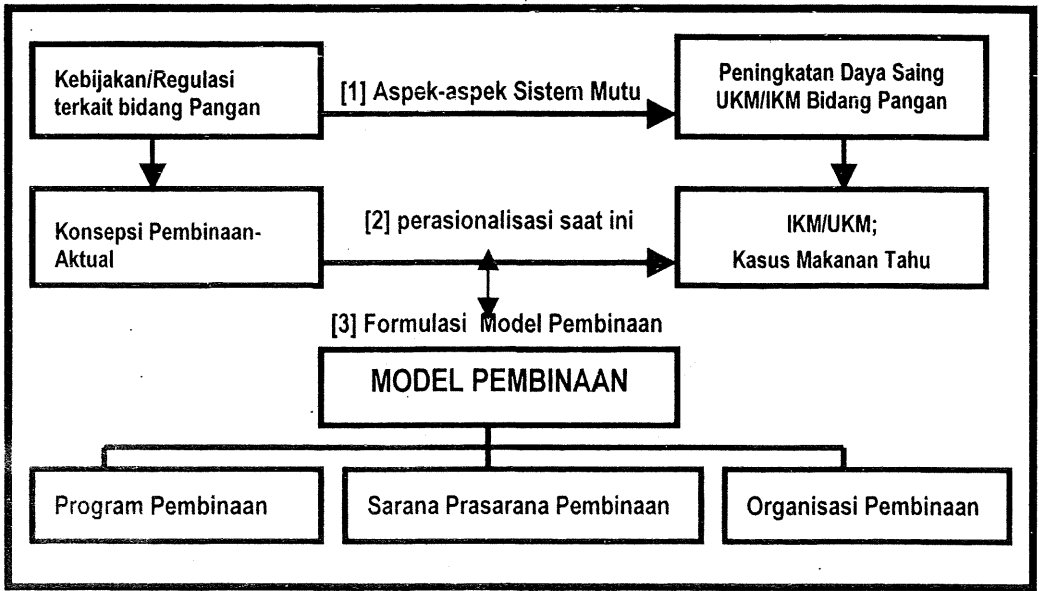 Kebijakan/Regulasi
terkait bidang Pangan
[1] Aspek-aspek Sistem Mutu
Peningkatan Daya Saing
UKM/IKM Bidang Pangan
Konsepsi Pembinaan-
Aktual
[2] perasionalisasi saat ini
IKM/UKM;
Kasus Makanan Tahu
[3] Formulasi Model Pembinaan
MODEL PEMBINAAN
Program Pembinaan
Sarana Prasarana Pembinaan
Organisasi Pembinaan